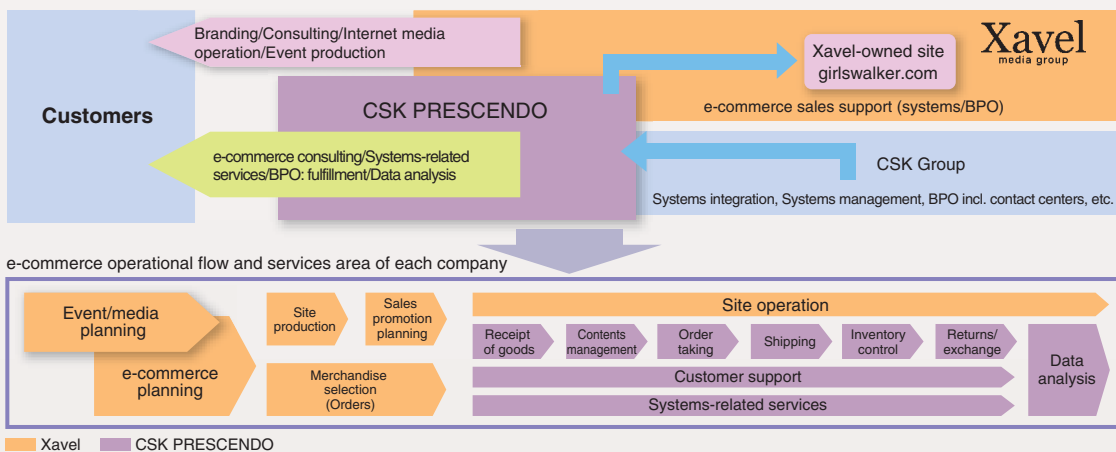 Branding/Consulting/Internet media
operation/Event production
Customers
CSK PRESCENDO
e-commerce consulting/Systems-related
services/BPO: fulfillment/Data analysis
Xavel-owned site
girlswalker.com
Xavel
media group
e-commerce sales support (systems/BPO)
CSK Group
Systems integration, Systems management, BPO incl. contact centers, etc.
e-commerce operational flow and services area of each company
Event/media
planning
e-commerce
planning
Site
production
Sales
promotion
planning
Merchandise
selection
(Orders)
Site operation
Receipt
of goods
Contents
management
Order
taking
Shipping
Inventory
control
Returns/
exchange
Customer support
Systems-related services
Data
analysis
Xavel
CSK PRESCENDO